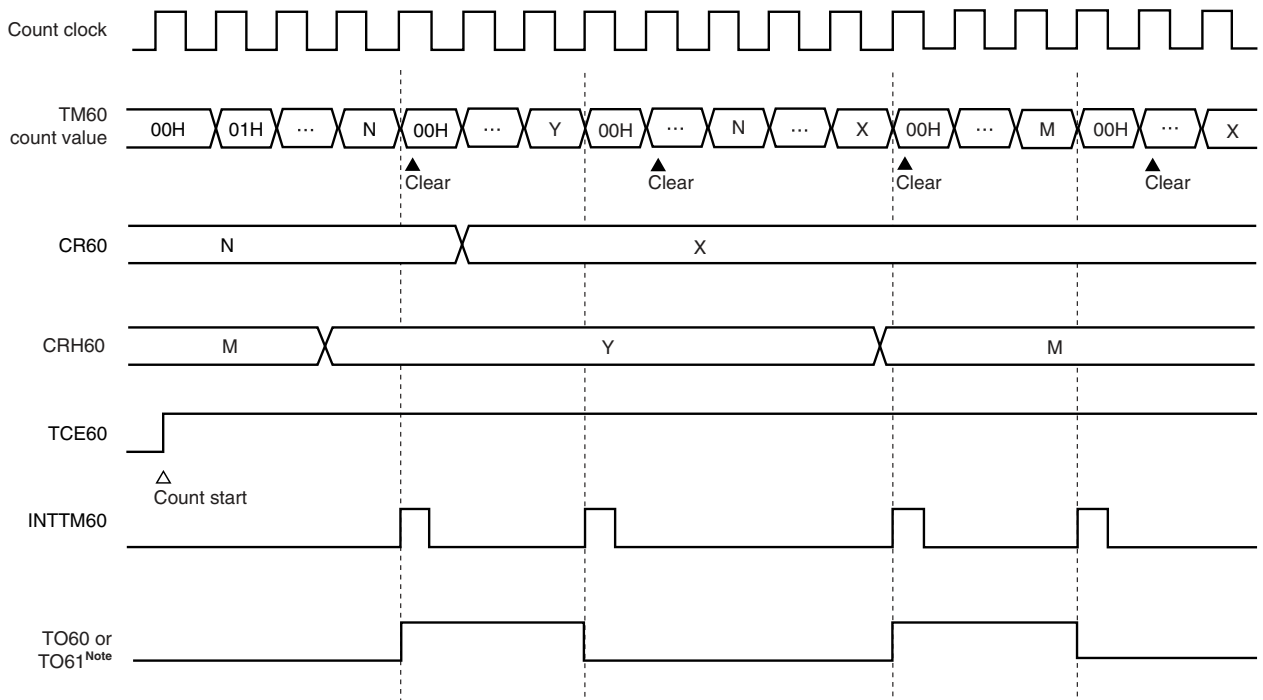 Count clock
TM60
count value
00H 01H ... N 00H ... Y 00H ... N ... X 00H ... M 00H ... X
Clear Clear Clear Clear
CR60 N X
CRH60 M Y M
TCE60
Count start
INTTM60
TO60 or
TO61Note